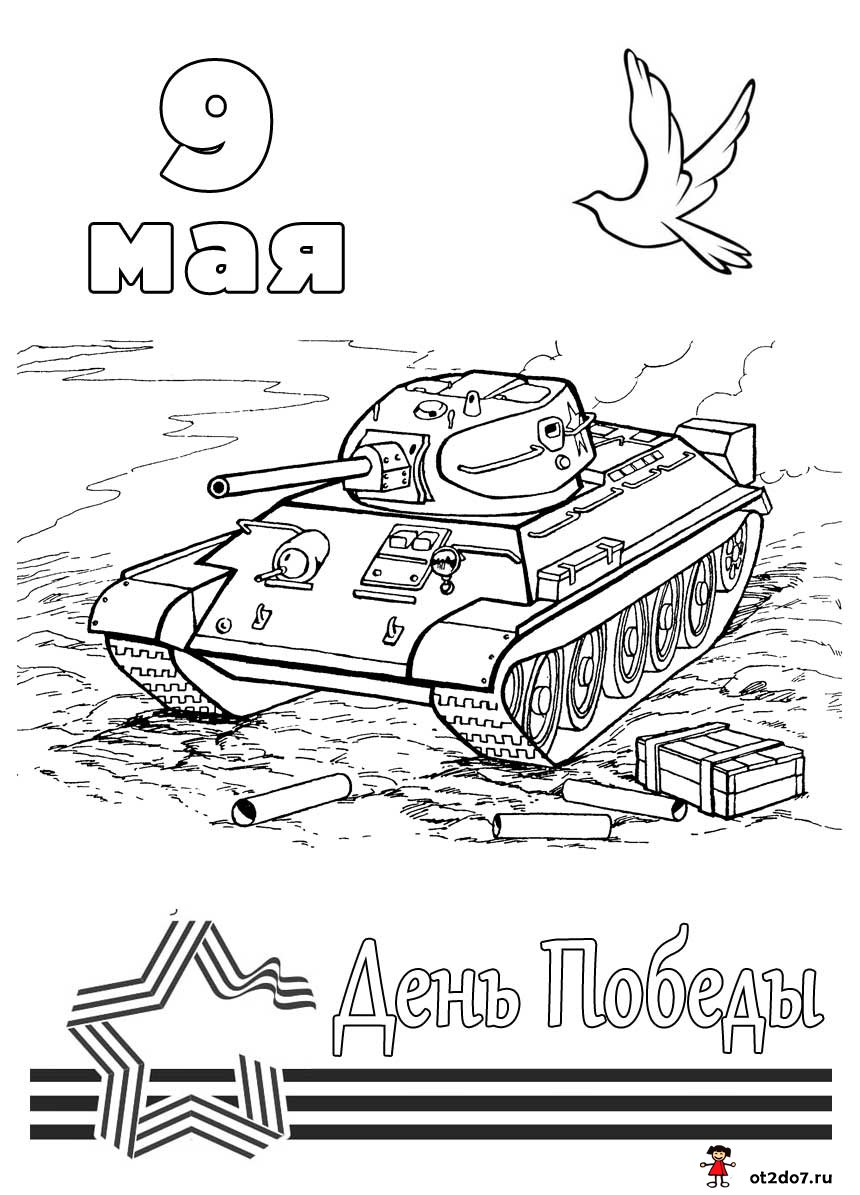 9
мая
День Победы
ot2do7.ru